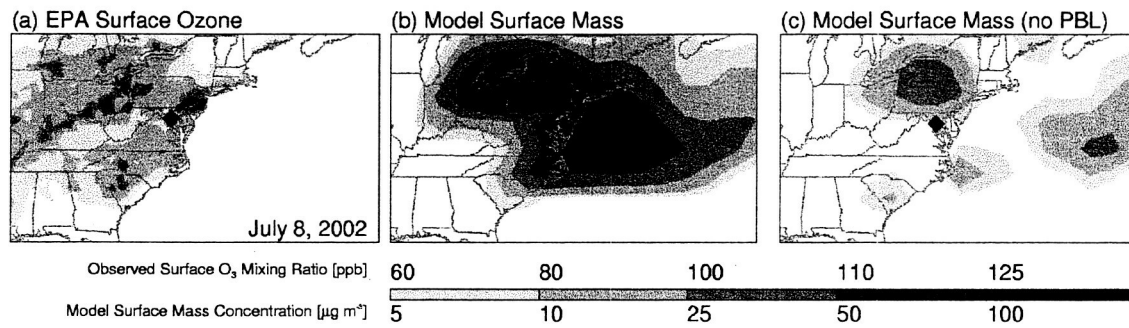 (a) EPA Surface Ozone
(b) Model Surface Mass
(c) Model Surface Mass (no PBL)
July 8, 2002
Observed Surface O₃ Mixing Ratio [ppb]
60 80 100 110 125
Model Surface Mass Concentration [µg m⁻³]
5 10 25 50 100